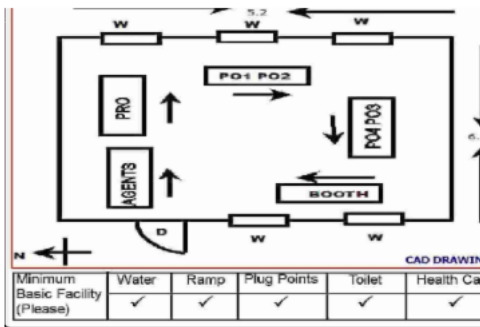 5.2
W W W
PO1 PO2
PRO
PO4 PO3
AGENTS
BOOTH
D
W W
N
CAD DRAWIN
Minimum Basic Facility (Please)
Water Ramp Plug Points Toilet Health Ca
✓ ✓ ✓ ✓ ✓